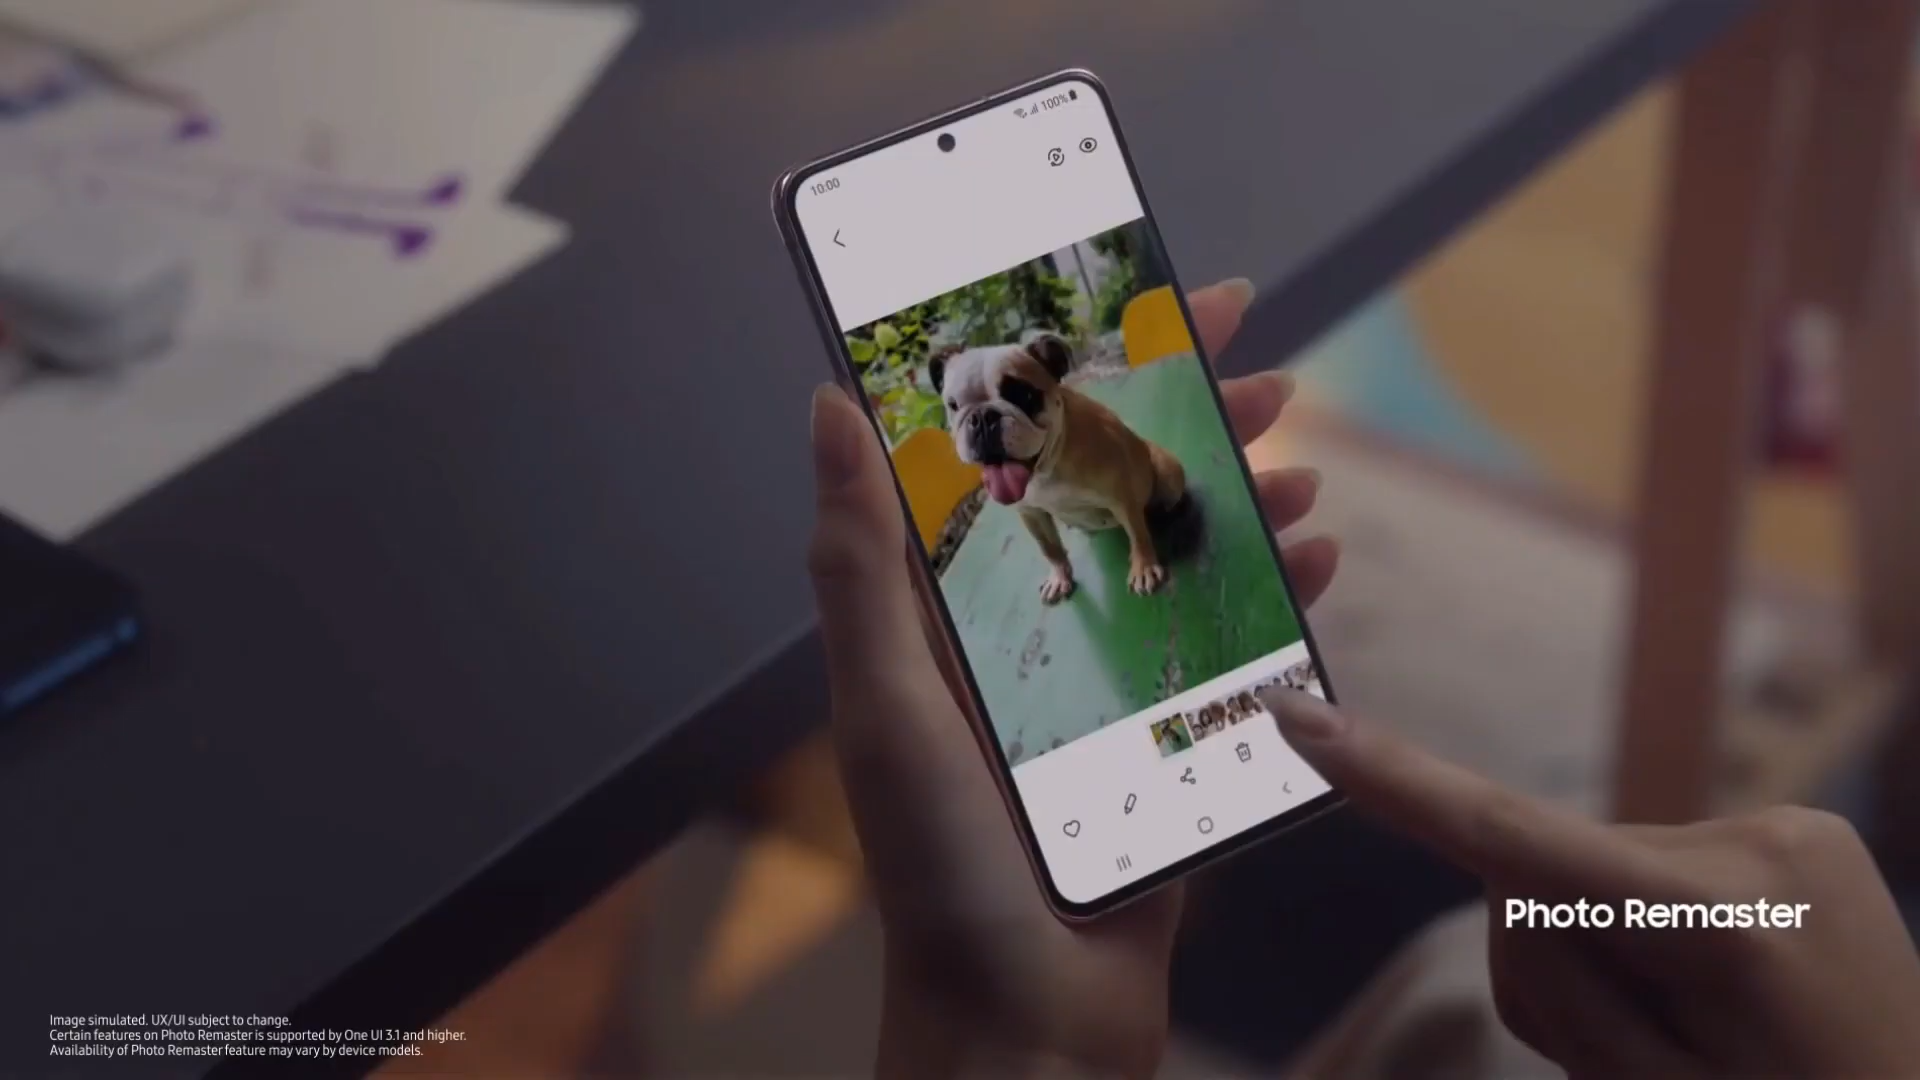 100%
10:00
Photo Remaster
Image simulated. UX/UI subject to change.
Certain features on Photo Remaster is supported by One UI 3.1 and higher.
Availability of Photo Remaster feature may vary by device models.